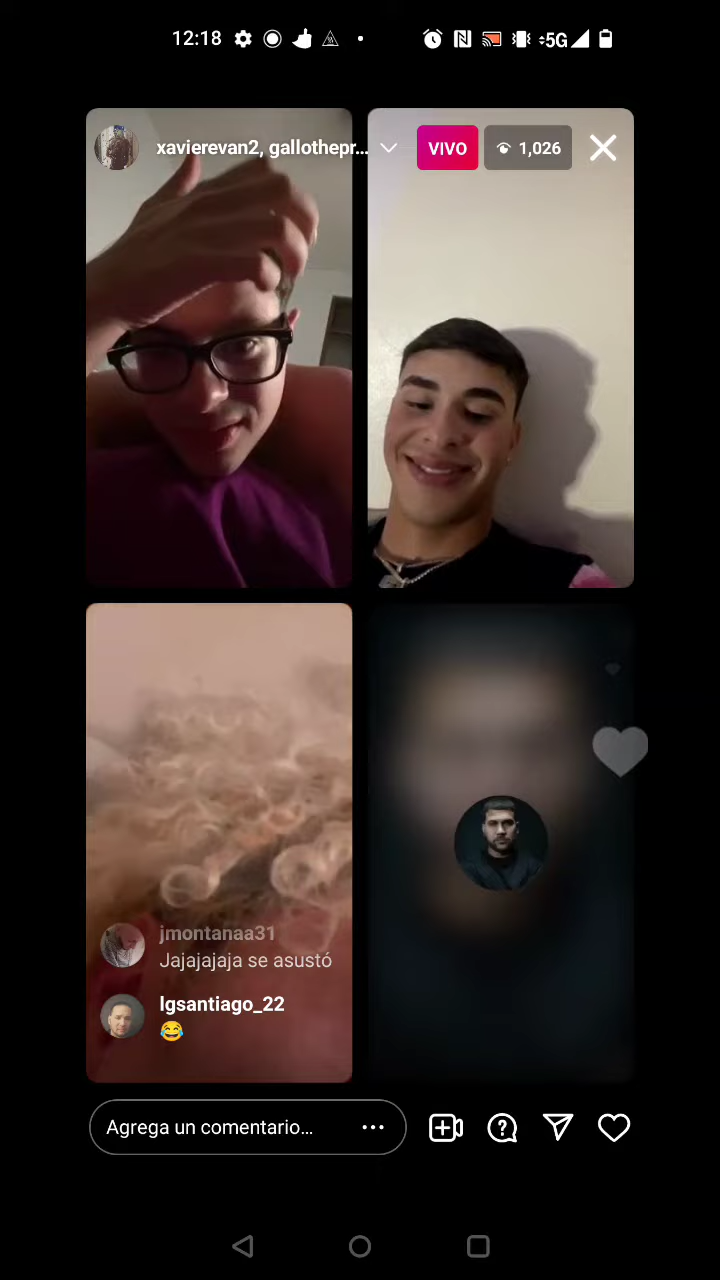 12:18
5G
xavierevan2, gallothepr...
VIVO
1,026
jmontanaa31
Jajajajaja se asustó
lgsantiago_22
😂
Agrega un comentario...